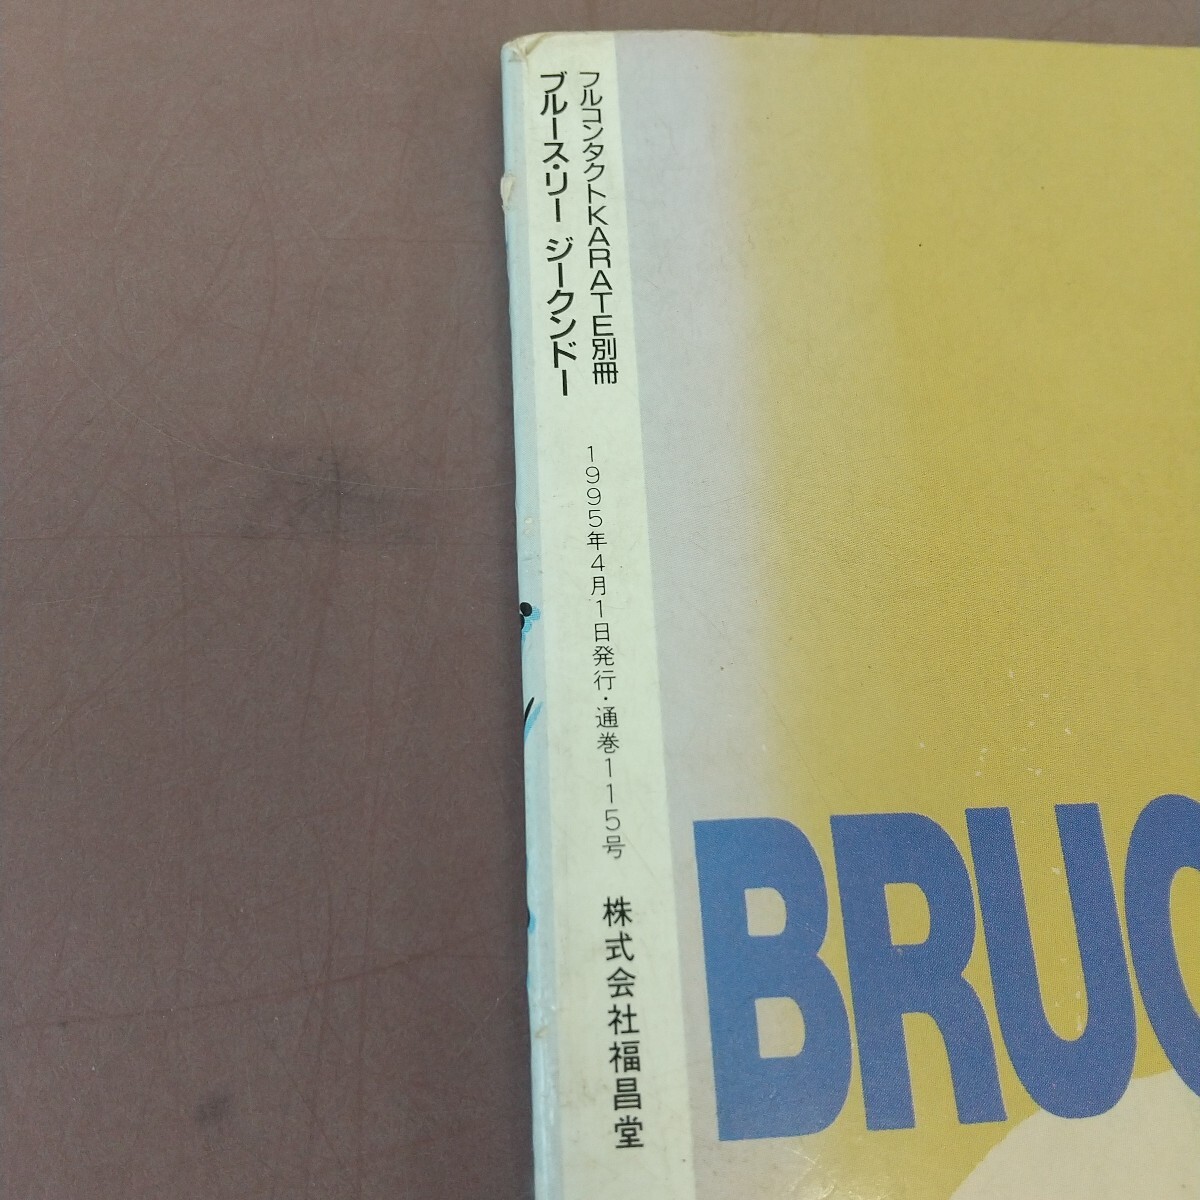 フルコンタクトKARATE別冊
ブルース・リー ジークンドー
1995年4月1日発行・通巻115号
株式会社福昌堂
BRUC